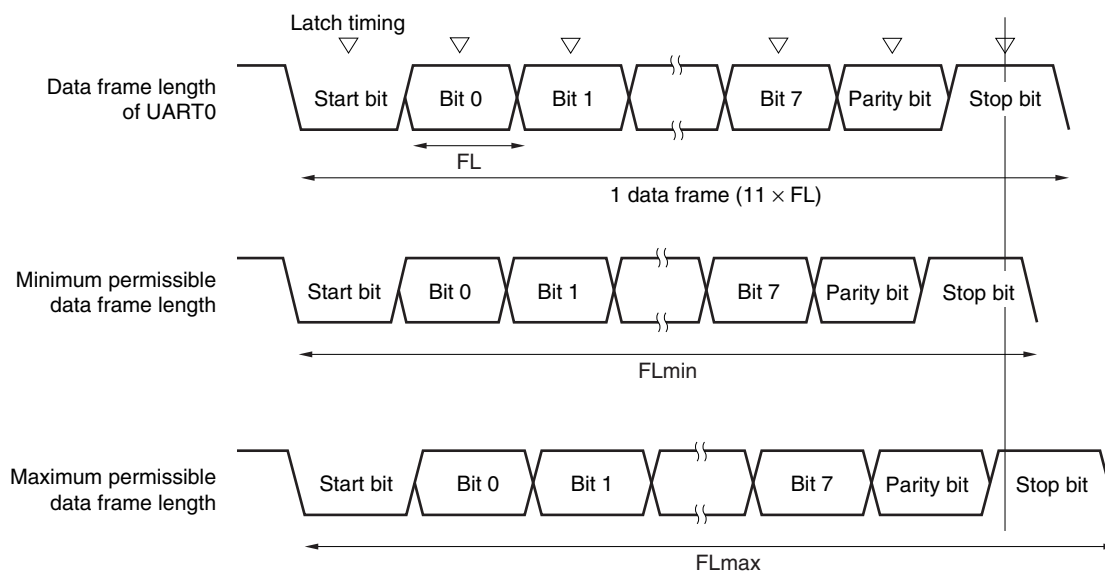 Latch timing
Data frame length
of UART0
Start bit
Bit 0
Bit 1
Bit 7
Parity bit
Stop bit
FL
1 data frame (11 × FL)
Minimum permissible
data frame length
Start bit
Bit 0
Bit 1
Bit 7
Parity bit
Stop bit
FLmin
Maximum permissible
data frame length
Start bit
Bit 0
Bit 1
Bit 7
Parity bit
Stop bit
FLmax